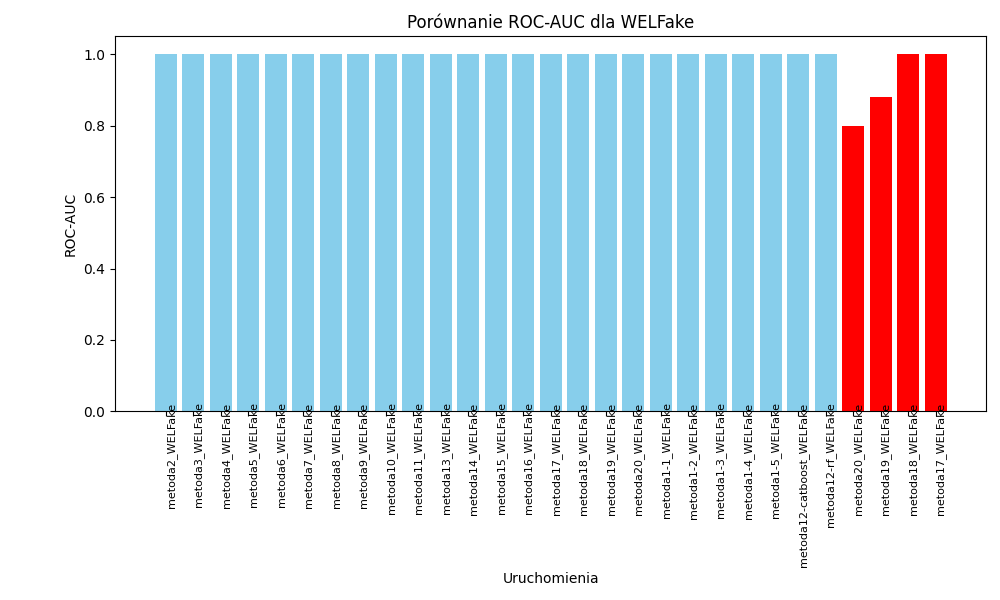 Porównanie ROC-AUC dla WELFake
ROC-AUC
1.0
0.8
0.6
0.4
0.2
0.0
metoda2_WELFake
metoda3_WELFake
metoda4_WELFake
metoda5_WELFake
metoda6_WELFake
metoda7_WELFake
metoda8_WELFake
metoda9_WELFake
metoda10_WELFake
metoda11_WELFake
metoda13_WELFake
metoda14_WELFake
metoda15_WELFake
metoda16_WELFake
metoda17_WELFake
metoda18_WELFake
metoda19_WELFake
metoda20_WELFake
metoda1-1_WELFake
metoda1-2_WELFake
metoda1-3_WELFake
metoda1-4_WELFake
metoda1-5_WELFake
metoda12-catboost_WELFake
metoda12-rf_WELFake
metoda20_WELFake
metoda19_WELFake
metoda18_WELFake
metoda17_WELFake
Uruchomienia